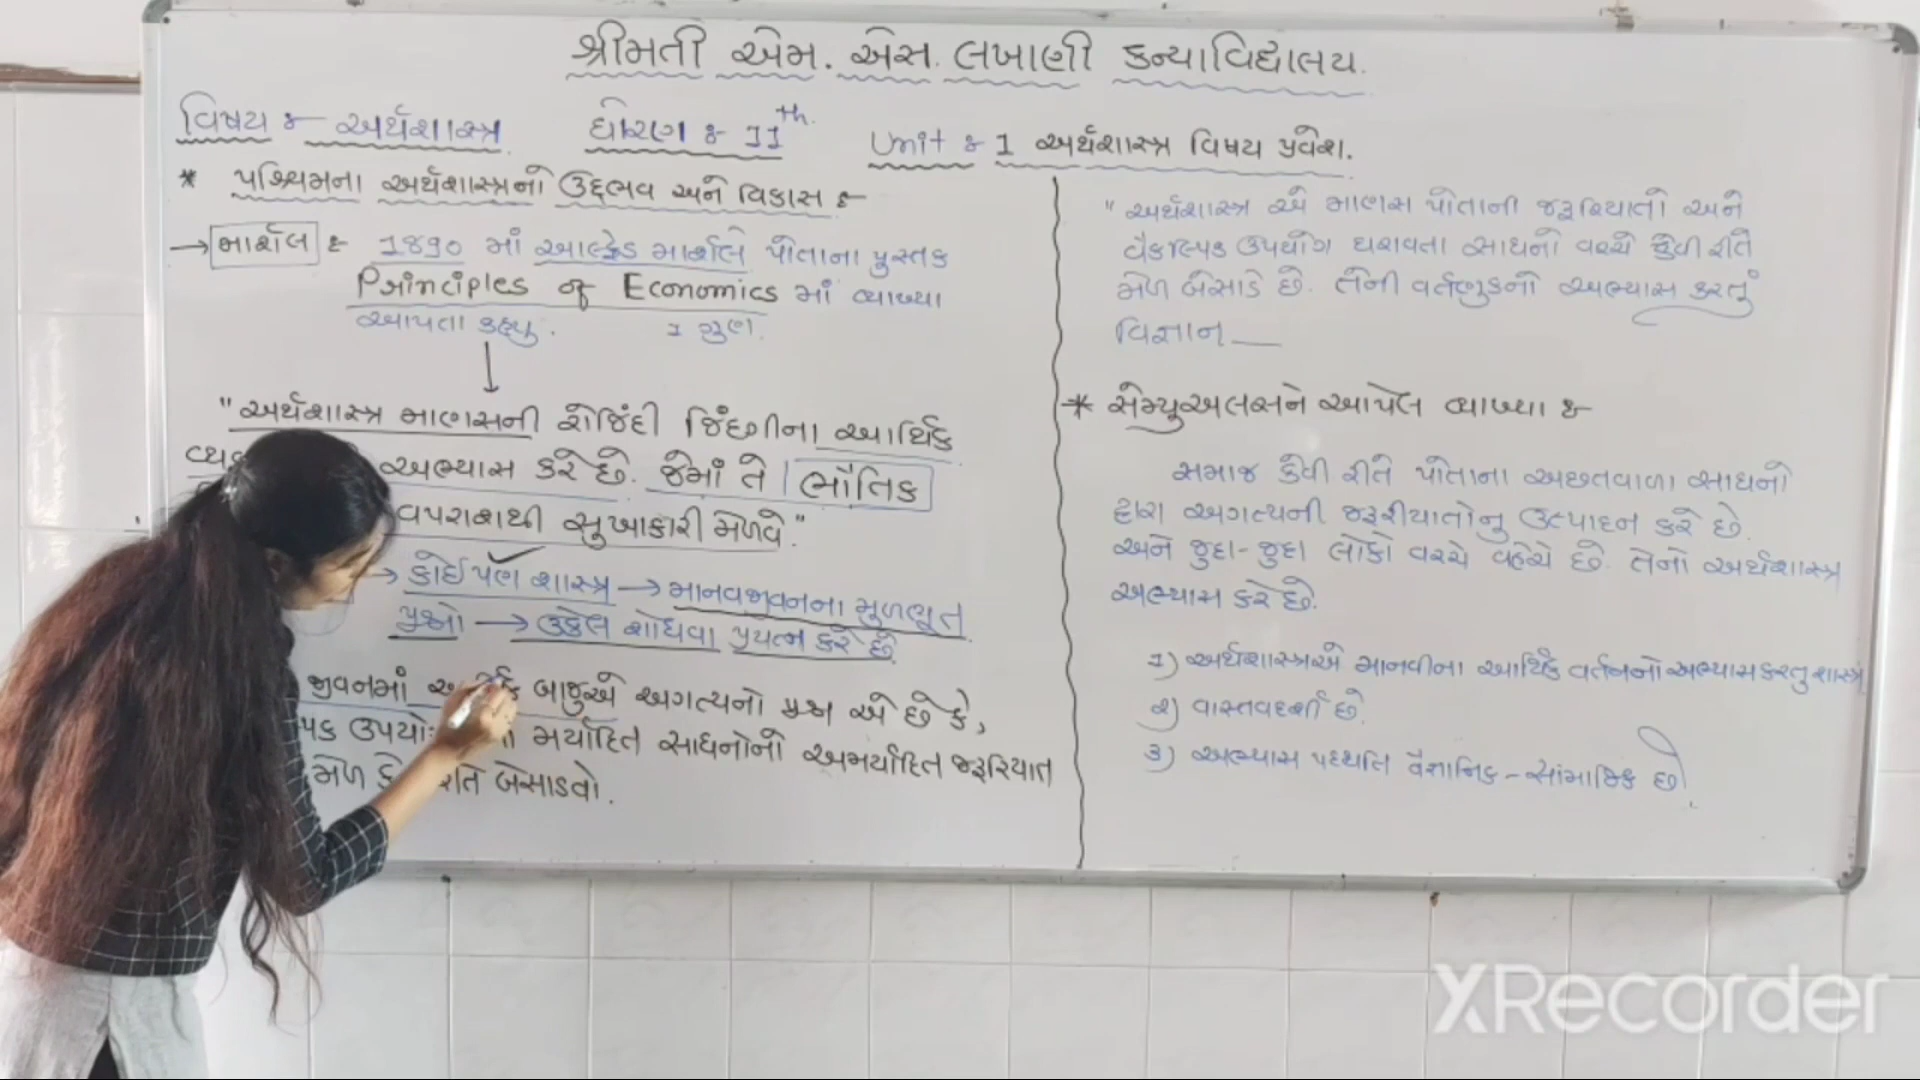 શ્રીમતી એમ. એસ. લખાણી કન્યાવિદ્યાલય.
વિષય ઃ- અર્થશાસ્ત્ર ધોરણ ઃ- 11th. Unit ઃ- 1 અર્થશાસ્ત્ર વિષય પ્રવેશ.
* પશ્ચિમના અર્થશાસ્ત્રનો ઉદ્દભવ અને વિકાસ ઃ-
→ માર્શલ ઃ- 1890 માં આલ્ફ્રેડ માર્શલે પોતાના પુસ્તક
Principles of Economics માં વ્યાખ્યા
આપતા કહ્યુ. 1 ગુણ.
↓
"અર્થશાસ્ત્ર માણસની રોજિંદી જિંદગીના આર્થિક
અભ્યાસ કરે છે. જેમાં તે ભૌતિક
વપરાશથી સુખાકારી મેળવે."
→ કોઈ પણ શાસ્ત્ર → માનવજીવનના મુળભૂત
પ્રશ્નો → ઉકેલ શોધવા પ્રયત્ન કરે છે.
જીવનમાં બાજુએ અગત્યનો પ્રશ્ન એ છે કે,
મર્યાદિત સાધનોનો અમર્યાદિત જરૂરિયાત
મેળ બેસાડવો.
"અર્થશાસ્ત્ર એ માણસ પોતાની જરૂરિયાતો અને
વૈકલ્પિક ઉપયોગ ધરાવતા સાધનો વચ્ચે કેવી રીતે
મેળ બેસાડે છે. તેની વર્તણુકનો અભ્યાસ કરતું
વિજ્ઞાન __
* સેમ્યુઅલસને આપેલ વ્યાખ્યા ઃ-
સમાજ કેવી રીતે પોતાના અછતવાળા સાધનો
દ્વારા અગત્યની જરૂરીયાતોનુ ઉત્પાદન કરે છે.
અને જુદા-જુદા લોકો વચ્ચે વહેચે છે. તેનો અર્થશાસ્ત્ર
અભ્યાસ કરે છે.
1) અર્થશાસ્ત્રએ માનવીના આર્થિક વર્તનનો અભ્યાસ કરતુ શાસ્ત્ર
૨) વાસ્તવદર્શી છે.
૩) અભ્યાસ પધ્ધતિ વૈજ્ઞાનિક - સામાજિક છે.
XRecorder